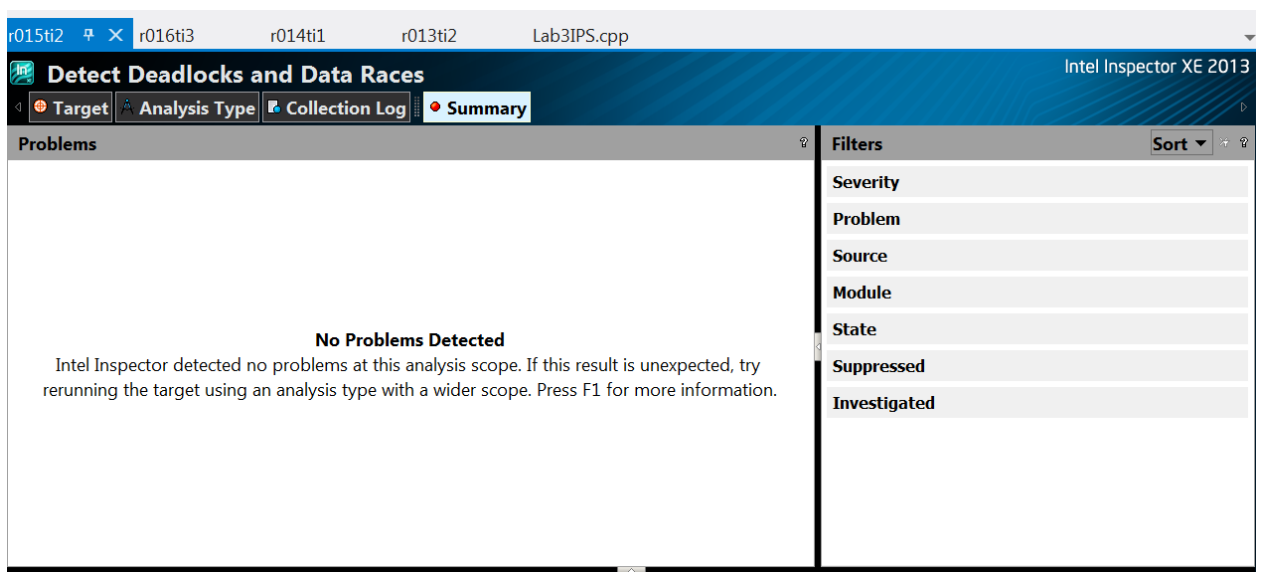 r015ti2 r016ti3 r014ti1 r013ti2 Lab3IPS.cpp
Detect Deadlocks and Data Races
Intel Inspector XE 2013
Target Analysis Type Collection Log Summary
Problems ?
No Problems Detected
Intel Inspector detected no problems at this analysis scope. If this result is unexpected, try
rerunning the target using an analysis type with a wider scope. Press F1 for more information.
Filters Sort ?
Severity
Problem
Source
Module
State
Suppressed
Investigated